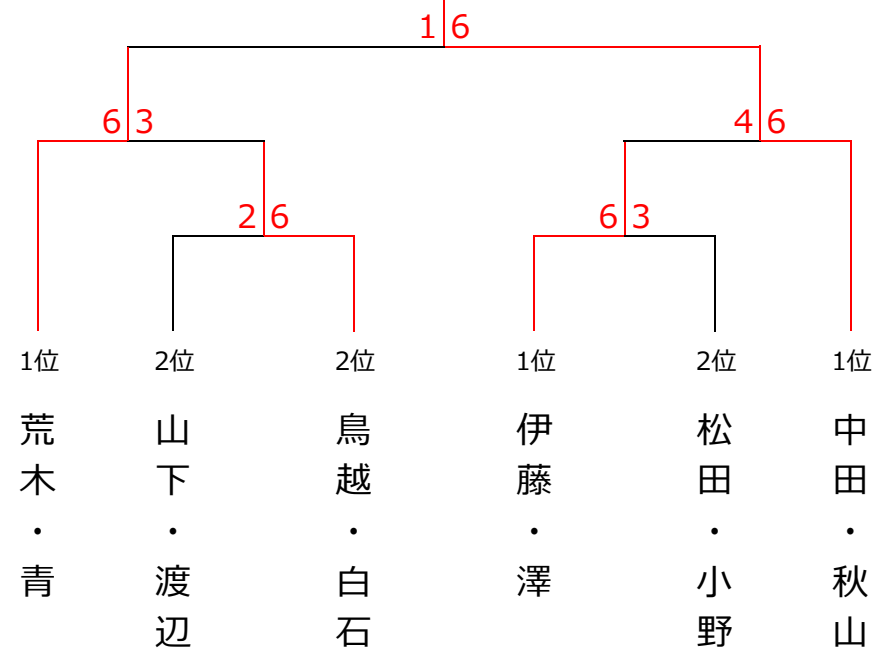 1 6
6 3
4 6
2 6
6 3
1位
2位
2位
1位
2位
1位
荒木・青
山下・渡辺
鳥越・白石
伊藤・澤
松田・小野
中田・秋山